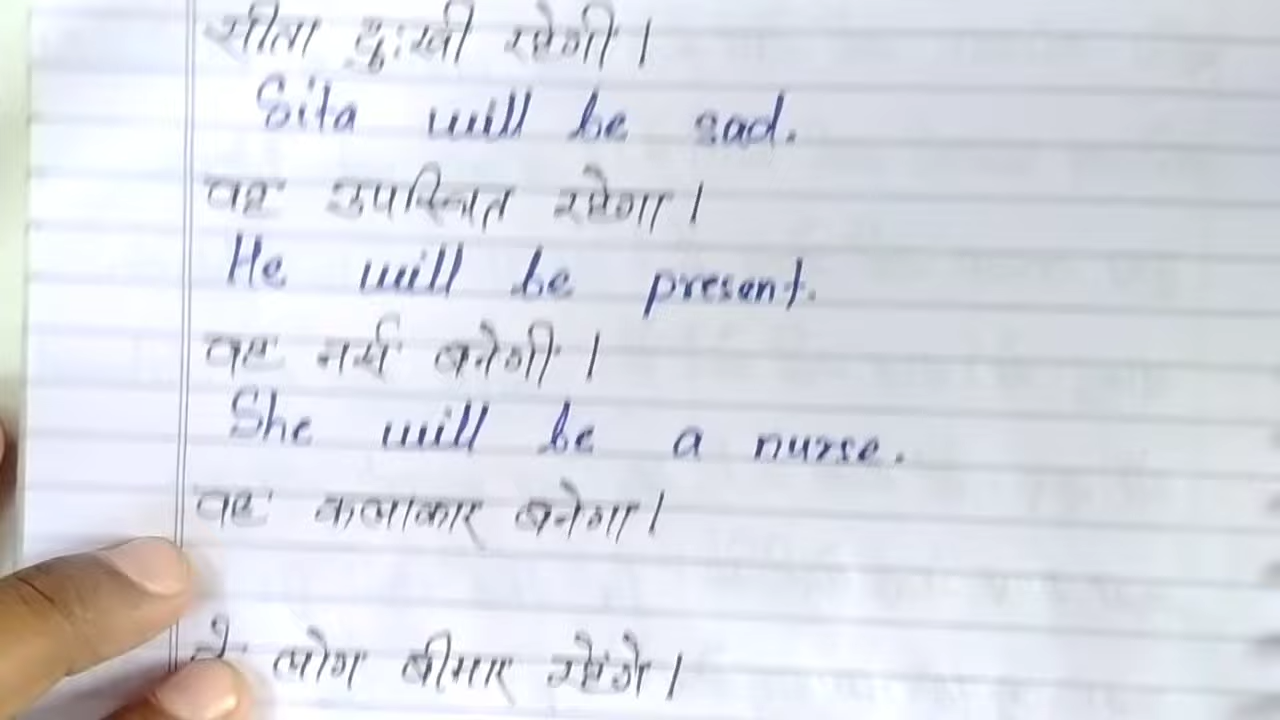 सीता दुःखी रहेगी।
Sita will be sad.
वह उपस्थित रहेगा।
He will be present.
वह नर्स बनेगी।
She will be a nurse.
वह कलाकार बनेगा।
वे लोग बीमार रहेंगे।